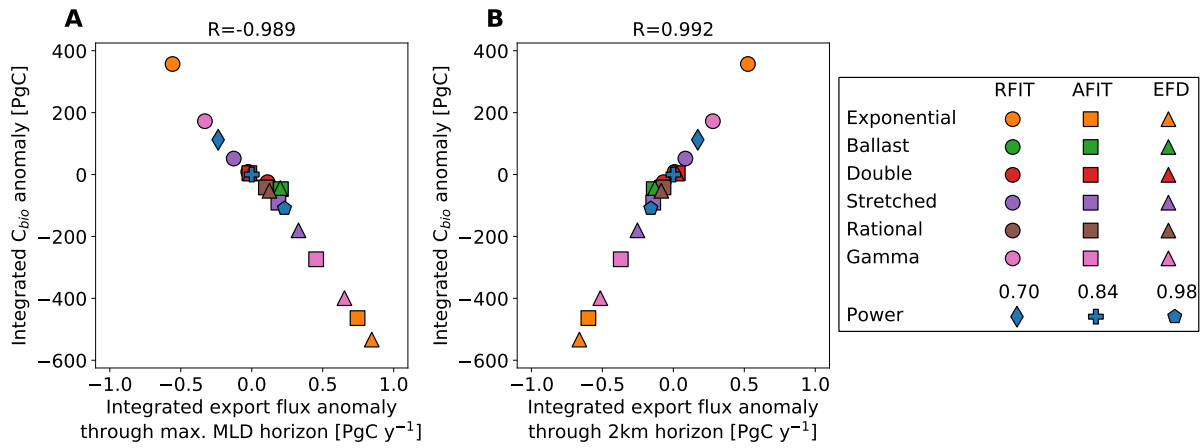 A
R=-0.989
400
200
0
−200
−400
−600
Integrated C_bio anomaly [PgC]
−1.0 −0.5 0.0 0.5 1.0
Integrated export flux anomaly
through max. MLD horizon [PgC y⁻¹]
B
R=0.992
400
200
0
−200
−400
−600
Integrated C_bio anomaly [PgC]
−1.0 −0.5 0.0 0.5 1.0
Integrated export flux anomaly
through 2km horizon [PgC y⁻¹]
RFIT AFIT EFD
Exponential
Ballast
Double
Stretched
Rational
Gamma
0.70 0.84 0.98
Power